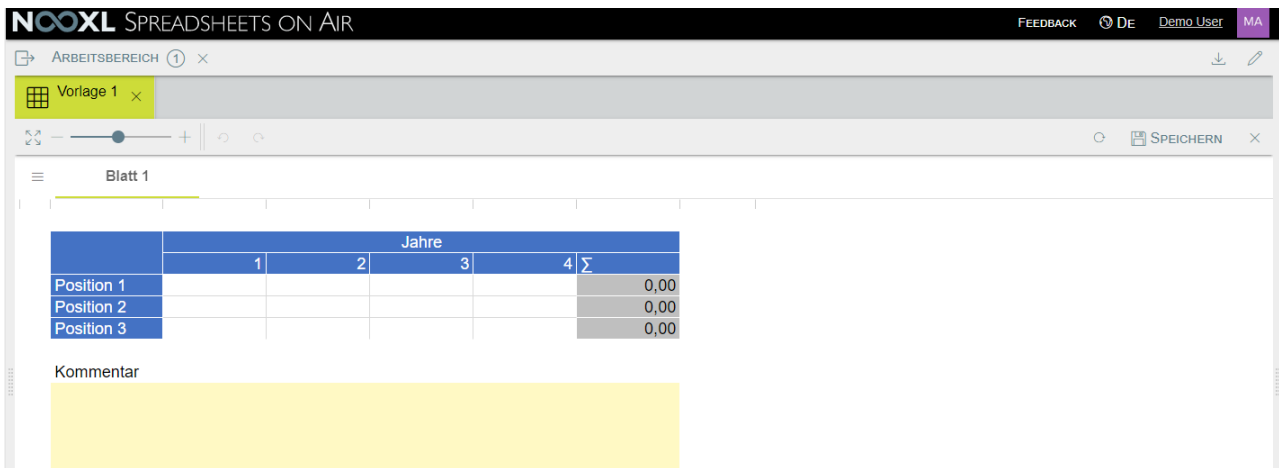 NOOXL SPREADSHEETS ON AIR FEEDBACK DE Demo User MA
ARBEITSBEREICH 1
Vorlage 1
SPEICHERN
Blatt 1
Jahre
1 2 3 4 ∑
Position 1 0,00
Position 2 0,00
Position 3 0,00
Kommentar